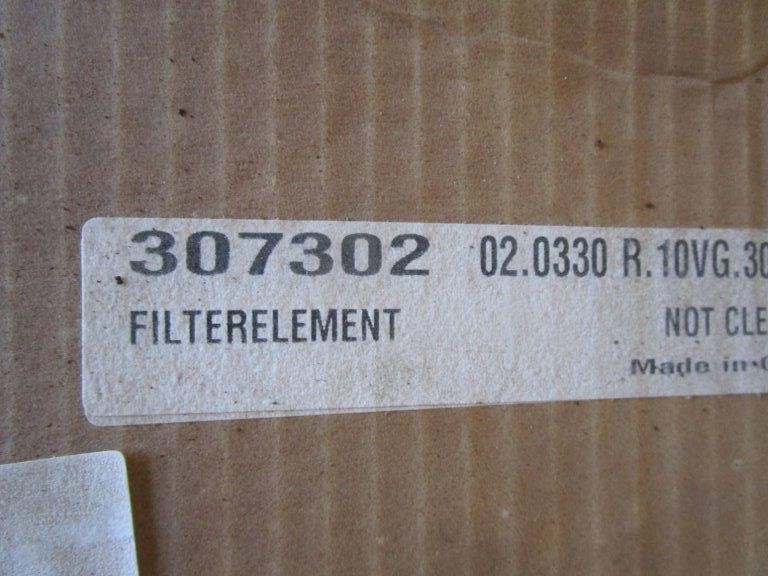 307302 02.0330 R.10VG.30
FILTERELEMENT NOT CLE
Made in